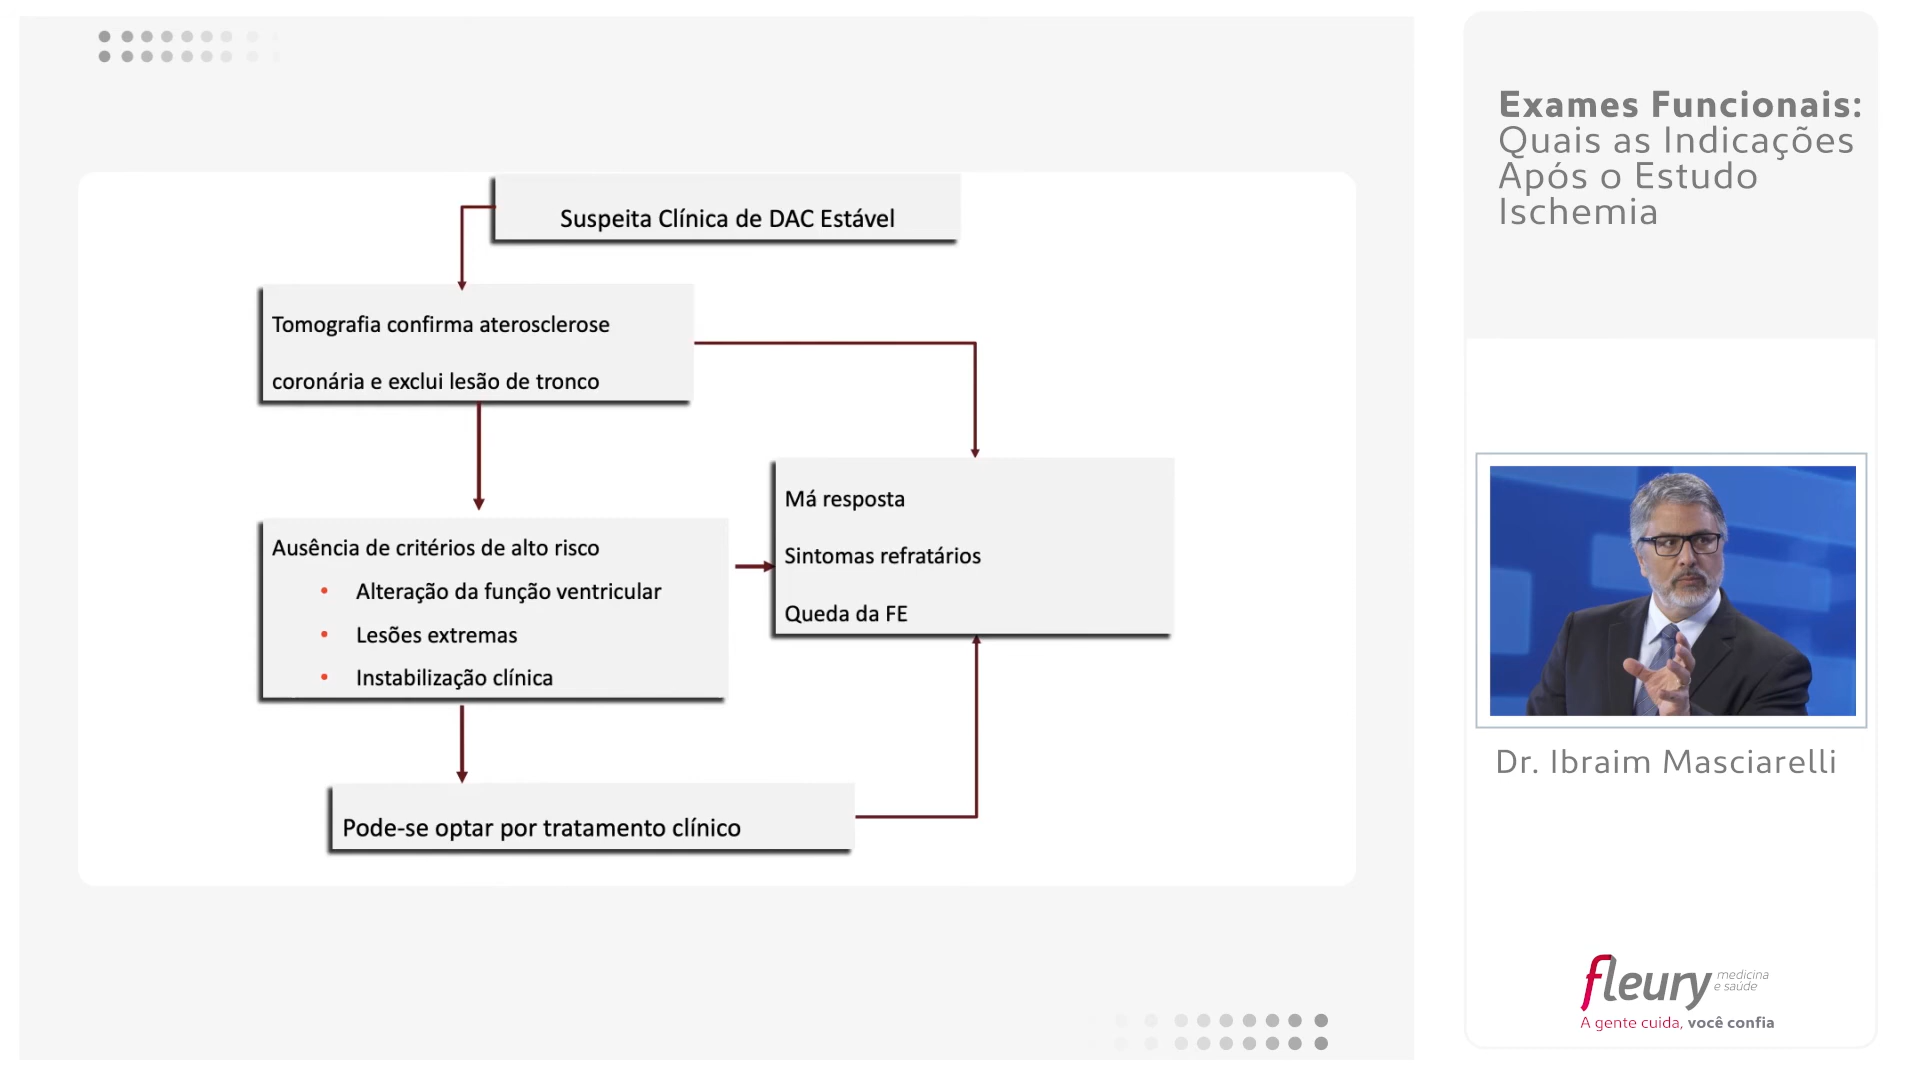 Suspeita Clínica de DAC Estável
Tomografia confirma aterosclerose
coronária e exclui lesão de tronco
Ausência de critérios de alto risco
• Alteração da função ventricular
• Lesões extremas
• Instabilização clínica
Má resposta
Sintomas refratários
Queda da FE
Pode-se optar por tratamento clínico
Exames Funcionais:
Quais as Indicações
Após o Estudo
Ischemia
Dr. Ibraim Masciarelli
fleury medicina
e saúde
A gente cuida, você confia